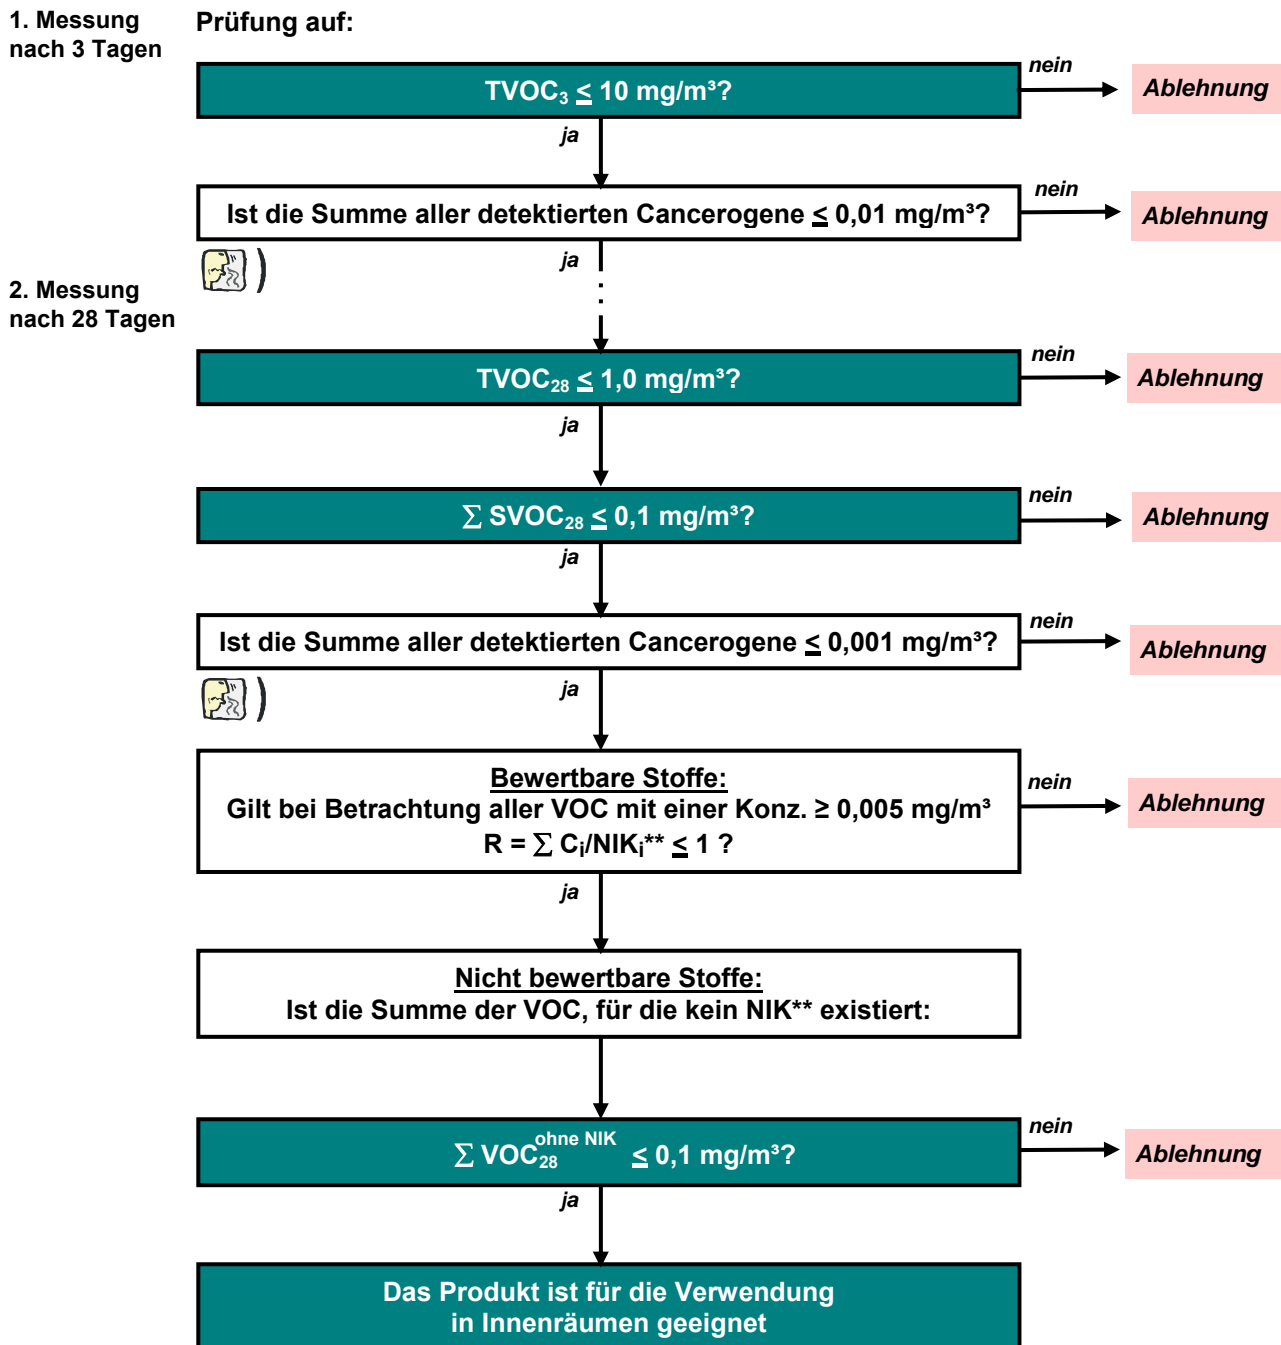 1. Messung
nach 3 Tagen
Prüfung auf:
TVOC₃ ≤ 10 mg/m³?
nein
Ablehnung
ja
Ist die Summe aller detektierten Cancerogene ≤ 0,01 mg/m³?
nein
Ablehnung
)
ja
2. Messung
nach 28 Tagen
TVOC₂₈ ≤ 1,0 mg/m³?
nein
Ablehnung
ja
∑ SVOC₂₈ ≤ 0,1 mg/m³?
nein
Ablehnung
ja
Ist die Summe aller detektierten Cancerogene ≤ 0,001 mg/m³?
nein
Ablehnung
)
ja
Bewertbare Stoffe:
Gilt bei Betrachtung aller VOC mit einer Konz. ≥ 0,005 mg/m³
R = ∑ Cᵢ/NIKᵢ** ≤ 1 ?
nein
Ablehnung
ja
Nicht bewertbare Stoffe:
Ist die Summe der VOC, für die kein NIK** existiert:
∑ VOC₂₈ ohne NIK ≤ 0,1 mg/m³?
nein
Ablehnung
ja
Das Produkt ist für die Verwendung
in Innenräumen geeignet